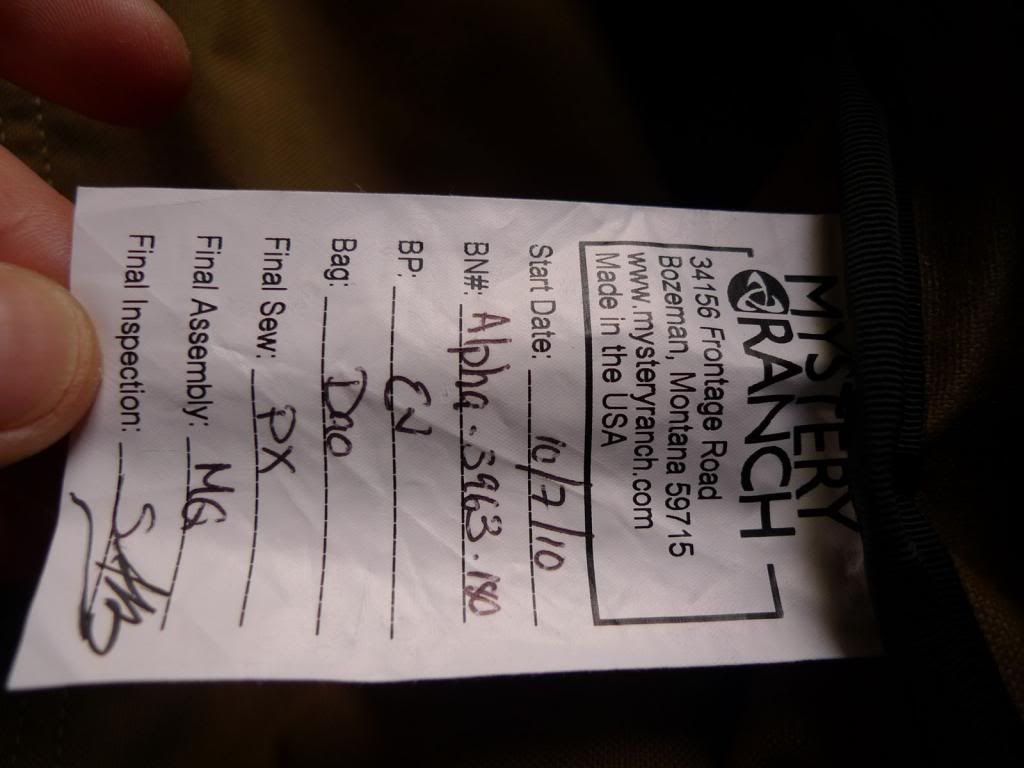 MYSTERY
RANCH
34156 Frontage Road
Bozeman, Montana 59715
www.mysteryranch.com
Made in the USA
Start Date: 10/7/10
BN#: Alpha.3963.180
BP: EN
Bag: Dao
Final Sew: PX
Final Assembly: MG
Final Inspection: